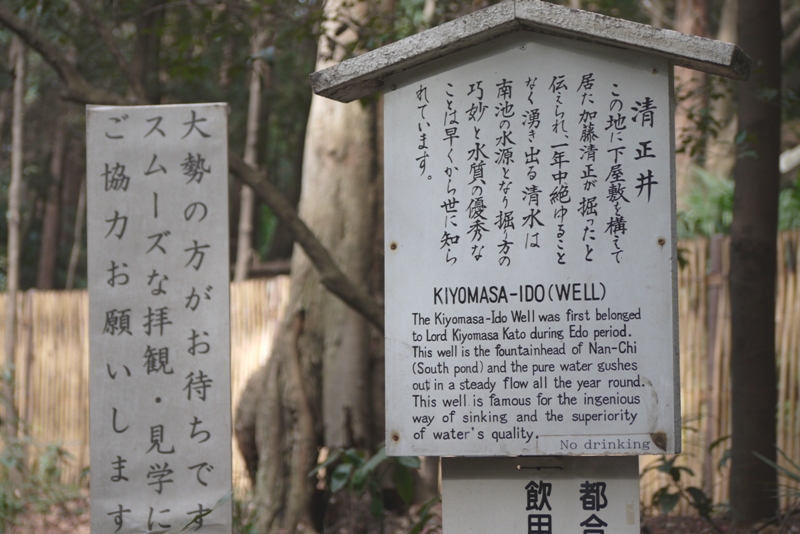 清正井
この地に下屋敷を構えて
居た加藤清正が掘ったと
伝えられ、一年中絶ゆること
なく湧き出る清水は
南池の水源となり掘り方の
巧妙と水質の優秀な
ことは早くから世に知ら
れています。
KIYOMASA-IDO (WELL)
The Kiyomasa-Ido Well was first belonged
to Lord Kiyomasa Kato during Edo period.
This well is the fountainhead of Nan-Chi
(South pond) and the pure water gushes
out in a steady flow all the year round.
This well is famous for the ingenious
way of sinking and the superiority
of water's quality.
No drinking
都合
飲用
大勢の方がお待ちです
スムーズな拝観・見学に
ご協力お願いします